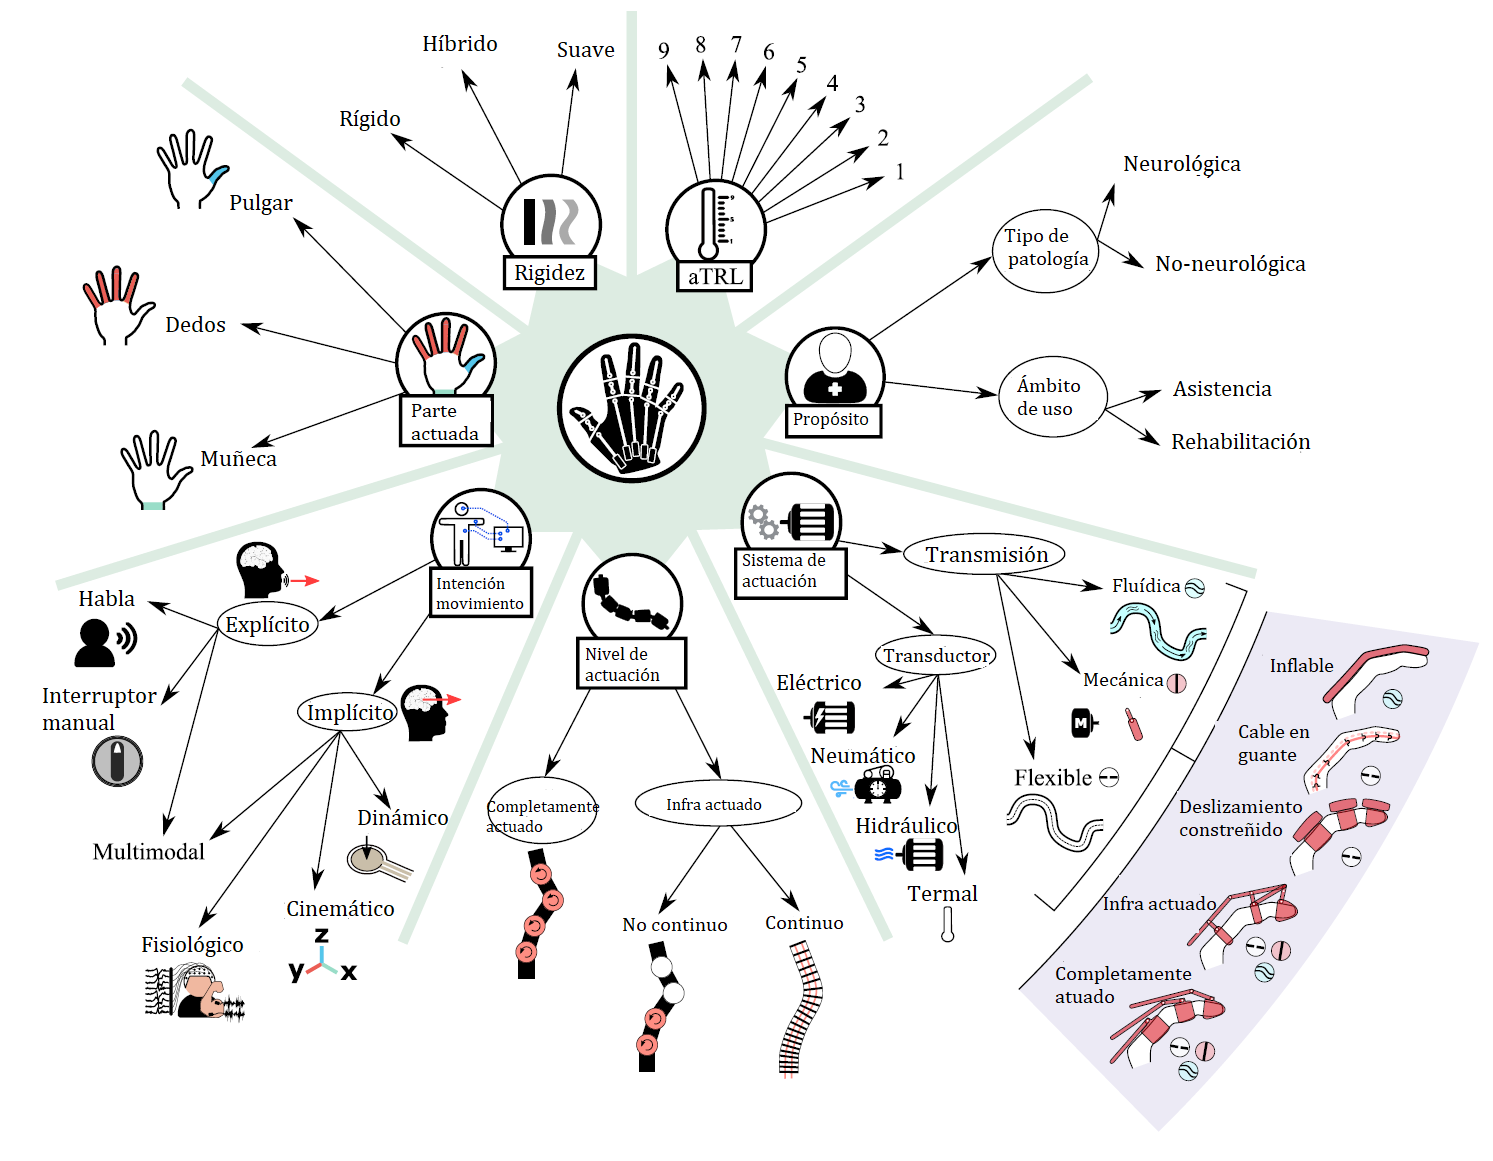 Híbrido
Suave
Rígido
Rigidez
9
8
7
6
5
4
3
2
1
9
5
1
aTRL
Neurológica
Tipo de
patología
No-neurológica
Propósito
Ámbito
de uso
Asistencia
Rehabilitación
Pulgar
Dedos
Muñeca
Parte
actuada
Intención
movimiento
Explícito
Habla
Interruptor
manual
Implícito
Multimodal
Dinámico
Cinemático
z
y
x
Fisiológico
Nivel de
actuación
Completamente
actuado
Infra actuado
No continuo
Continuo
Sistema de
actuación
Transmisión
Fluídica
Mecánica
M
Flexible
Transductor
Eléctrico
Neumático
Hidráulico
Termal
Inflable
Cable en
guante
Deslizamiento
constreñido
Infra actuado
Completamente
atuado